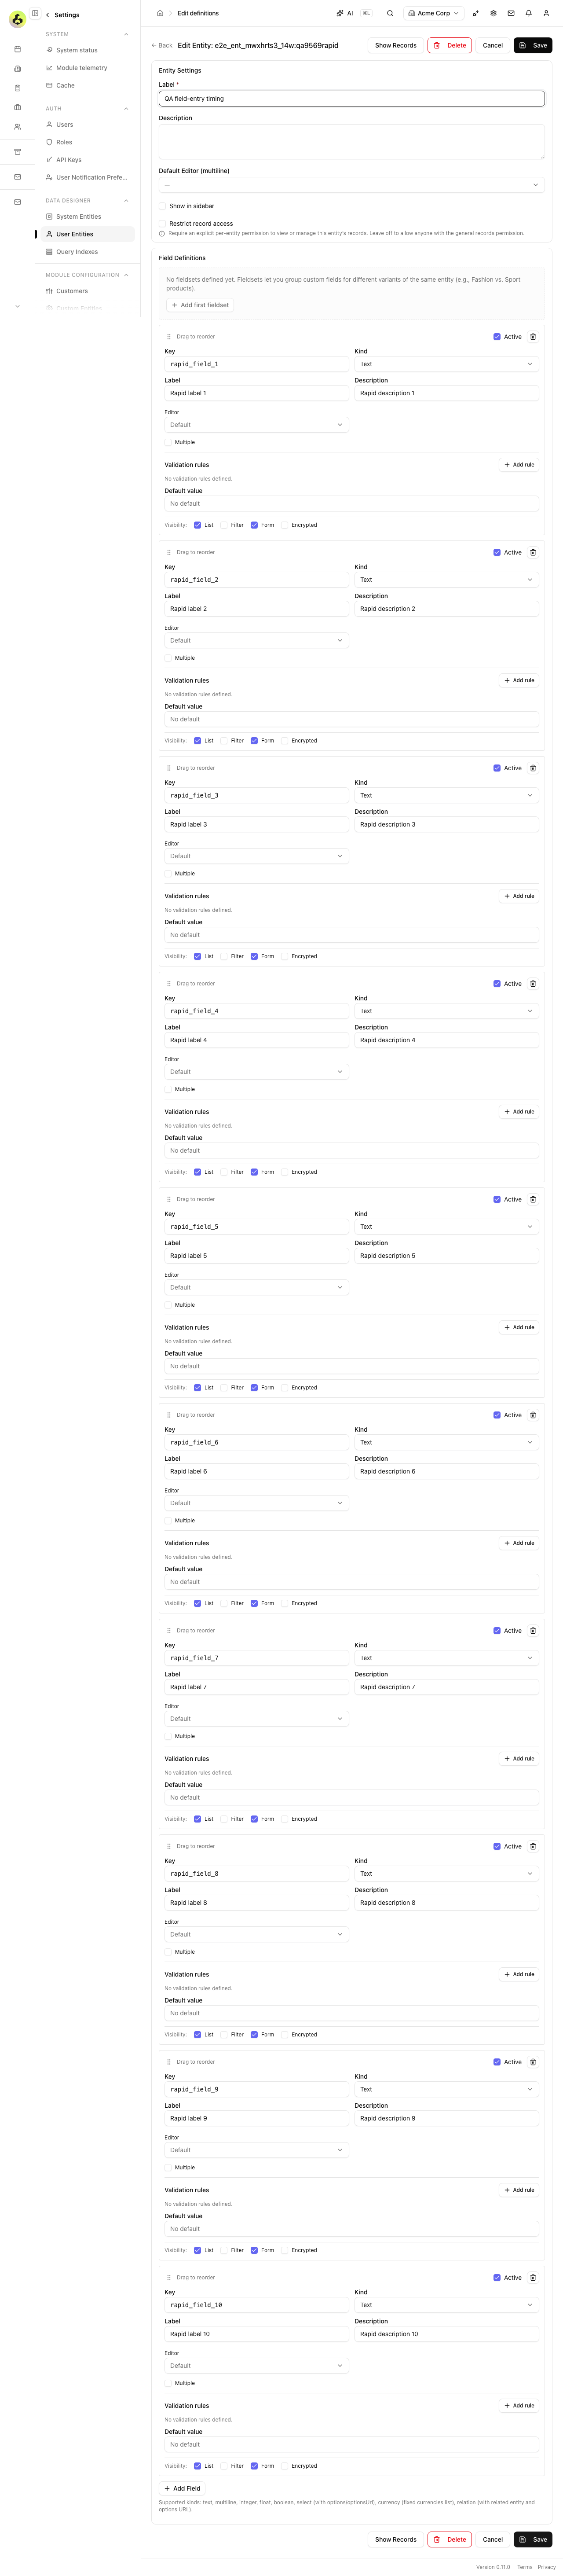 Settings
Edit definitions
AI
⌘L
Acme Corp
SYSTEM
System status
Module telemetry
Cache
AUTH
Users
Roles
API Keys
User Notification Prefe...
DATA DESIGNER
System Entities
User Entities
Query Indexes
MODULE CONFIGURATION
Customers
Back
Edit Entity: e2e_ent_mwxhrts3_14w:qa9569rapid
Show Records
Delete
Cancel
Save
Entity Settings
Label *
QA field-entry timing
Description
Default Editor (multiline)
—
Show in sidebar
Restrict record access
Require an explicit per-entity permission to view or manage this entity's records. Leave off to allow anyone with the general records permission.
Field Definitions
No fieldsets defined yet. Fieldsets let you group custom fields for different variants of the same entity (e.g., Fashion vs. Sport
products).
Add first fieldset
Drag to reorder Active
Key Kind
rapid_field_1 Text
Label Description
Rapid label 1 Rapid description 1
Editor
Default
Multiple
Validation rules Add rule
No validation rules defined.
Default value
No default
Visibility: List Filter Form Encrypted
Drag to reorder Active
Key Kind
rapid_field_2 Text
Label Description
Rapid label 2 Rapid description 2
Editor
Default
Multiple
Validation rules Add rule
No validation rules defined.
Default value
No default
Visibility: List Filter Form Encrypted
Drag to reorder Active
Key Kind
rapid_field_3 Text
Label Description
Rapid label 3 Rapid description 3
Editor
Default
Multiple
Validation rules Add rule
No validation rules defined.
Default value
No default
Visibility: List Filter Form Encrypted
Drag to reorder Active
Key Kind
rapid_field_4 Text
Label Description
Rapid label 4 Rapid description 4
Editor
Default
Multiple
Validation rules Add rule
No validation rules defined.
Default value
No default
Visibility: List Filter Form Encrypted
Drag to reorder Active
Key Kind
rapid_field_5 Text
Label Description
Rapid label 5 Rapid description 5
Editor
Default
Multiple
Validation rules Add rule
No validation rules defined.
Default value
No default
Visibility: List Filter Form Encrypted
Drag to reorder Active
Key Kind
rapid_field_6 Text
Label Description
Rapid label 6 Rapid description 6
Editor
Default
Multiple
Validation rules Add rule
No validation rules defined.
Default value
No default
Visibility: List Filter Form Encrypted
Drag to reorder Active
Key Kind
rapid_field_7 Text
Label Description
Rapid label 7 Rapid description 7
Editor
Default
Multiple
Validation rules Add rule
No validation rules defined.
Default value
No default
Visibility: List Filter Form Encrypted
Drag to reorder Active
Key Kind
rapid_field_8 Text
Label Description
Rapid label 8 Rapid description 8
Editor
Default
Multiple
Validation rules Add rule
No validation rules defined.
Default value
No default
Visibility: List Filter Form Encrypted
Drag to reorder Active
Key Kind
rapid_field_9 Text
Label Description
Rapid label 9 Rapid description 9
Editor
Default
Multiple
Validation rules Add rule
No validation rules defined.
Default value
No default
Visibility: List Filter Form Encrypted
Drag to reorder Active
Key Kind
rapid_field_10 Text
Label Description
Rapid label 10 Rapid description 10
Editor
Default
Multiple
Validation rules Add rule
No validation rules defined.
Default value
No default
Visibility: List Filter Form Encrypted
Add Field
Supported kinds: text, multiline, integer, float, boolean, select (with options/optionsUrl), currency (fixed currencies list), relation (with related entity and
options URL).
Show Records
Delete
Cancel
Save
Version 0.11.0
Terms
Privacy